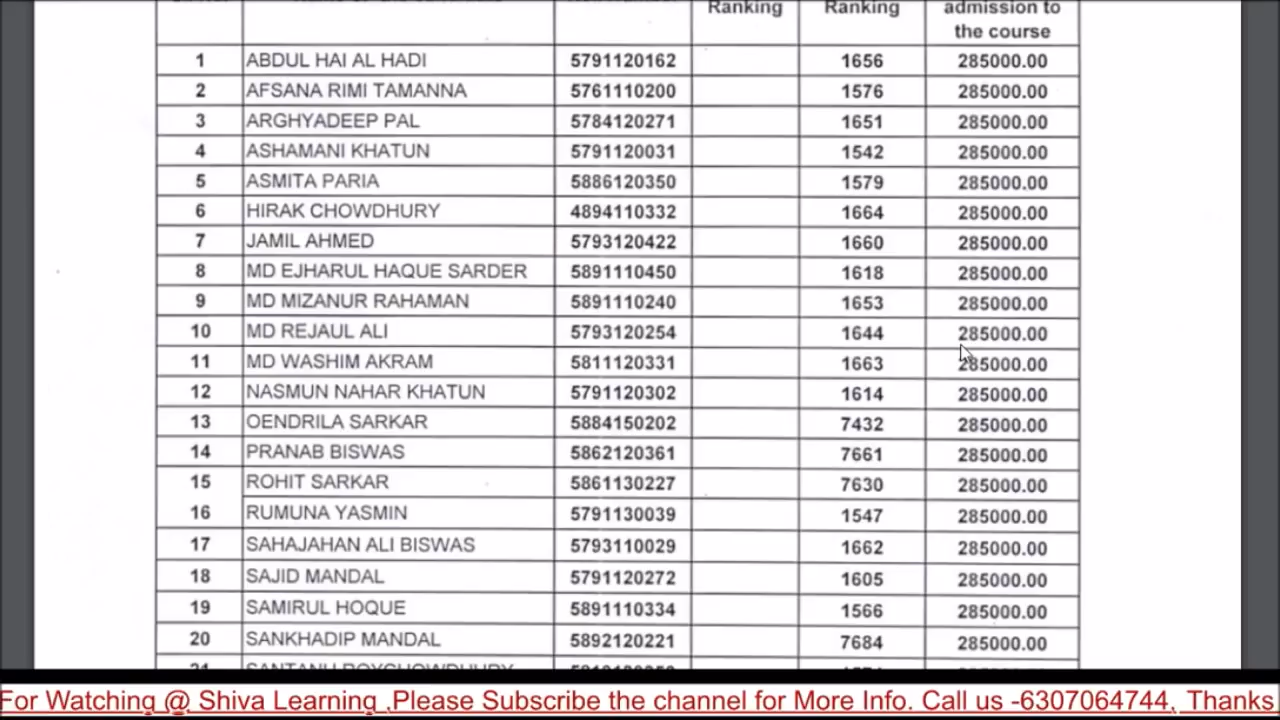 Ranking Ranking admission to
the course
1 ABDUL HAI AL HADI 5791120162 1656 285000.00
2 AFSANA RIMI TAMANNA 5761110200 1576 285000.00
3 ARGHYADEEP PAL 5784120271 1651 285000.00
4 ASHAMANI KHATUN 5791120031 1542 285000.00
5 ASMITA PARIA 5886120350 1579 285000.00
6 HIRAK CHOWDHURY 4894110332 1664 285000.00
7 JAMIL AHMED 5793120422 1660 285000.00
8 MD EJHARUL HAQUE SARDER 5891110450 1618 285000.00
9 MD MIZANUR RAHAMAN 5891110240 1653 285000.00
10 MD REJAUL ALI 5793120254 1644 285000.00
11 MD WASHIM AKRAM 5811120331 1663 285000.00
12 NASMUN NAHAR KHATUN 5791120302 1614 285000.00
13 OENDRILA SARKAR 5884150202 7432 285000.00
14 PRANAB BISWAS 5862120361 7661 285000.00
15 ROHIT SARKAR 5861130227 7630 285000.00
16 RUMUNA YASMIN 5791130039 1547 285000.00
17 SAHAJAHAN ALI BISWAS 5793110029 1662 285000.00
18 SAJID MANDAL 5791120272 1605 285000.00
19 SAMIRUL HOQUE 5891110334 1566 285000.00
20 SANKHADIP MANDAL 5892120221 7684 285000.00
For Watching @ Shiva Learning ,Please Subscribe the channel for More Info. Call us -6307064744, Thanks